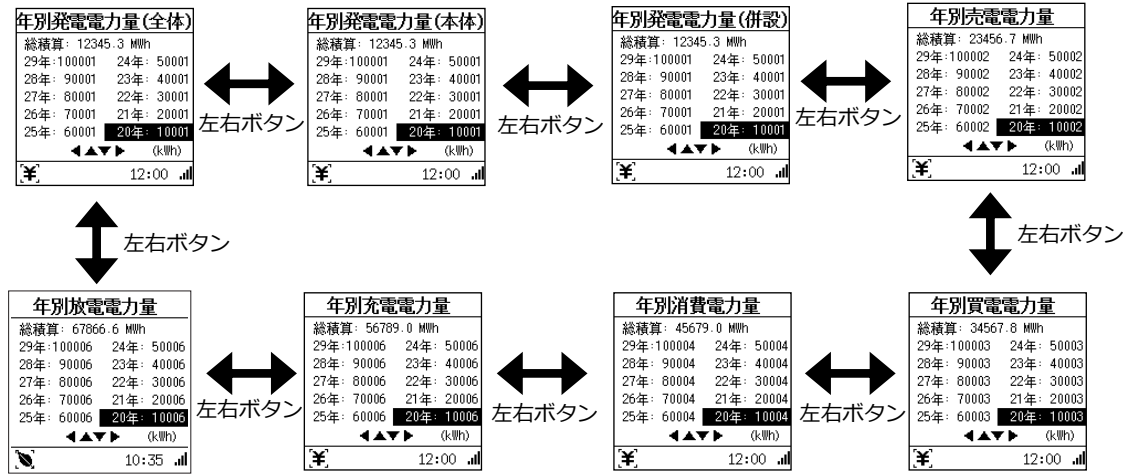 年別発電電力量(全体)
総積算: 12345.3 MWh
29年:100001 24年: 50001
28年: 90001 23年: 40001
27年: 80001 22年: 30001
26年: 70001 21年: 20001
25年: 60001 20年: 10001
◀▲▼▶ (kWh)
[¥] 12:00
左右ボタン
年別発電電力量(本体)
総積算: 12345.3 MWh
29年:100001 24年: 50001
28年: 90001 23年: 40001
27年: 80001 22年: 30001
26年: 70001 21年: 20001
25年: 60001 20年: 10001
◀▲▼▶ (kWh)
[¥] 12:00
左右ボタン
年別発電電力量(併設)
総積算: 12345.3 MWh
29年:100001 24年: 50001
28年: 90001 23年: 40001
27年: 80001 22年: 30001
26年: 70001 21年: 20001
25年: 60001 20年: 10001
◀▲▼▶ (kWh)
[¥] 12:00
左右ボタン
年別売電電力量
総積算: 23456.7 MWh
29年:100002 24年: 50002
28年: 90002 23年: 40002
27年: 80002 22年: 30002
26年: 70002 21年: 20002
25年: 60002 20年: 10002
◀▲▼▶ (kWh)
[¥] 12:00
左右ボタン
左右ボタン
年別放電電力量
総積算: 67866.6 MWh
29年:100006 24年: 50006
28年: 90006 23年: 40006
27年: 80006 22年: 30006
26年: 70006 21年: 20006
25年: 60006 20年: 10006
◀▲▼▶ (kWh)
10:35
左右ボタン
年別充電電力量
総積算: 56789.0 MWh
29年:100006 24年: 50006
28年: 90006 23年: 40006
27年: 80006 22年: 30006
26年: 70006 21年: 20006
25年: 60006 20年: 10006
◀▲▼▶ (kWh)
[¥] 12:00
左右ボタン
年別消費電力量
総積算: 45679.0 MWh
29年:100004 24年: 50004
28年: 90004 23年: 40004
27年: 80004 22年: 30004
26年: 70004 21年: 20004
25年: 60004 20年: 10004
◀▲▼▶ (kWh)
[¥] 12:00
左右ボタン
年別買電電力量
総積算: 34567.8 MWh
29年:100003 24年: 50003
28年: 90003 23年: 40003
27年: 80003 22年: 30003
26年: 70003 21年: 20003
25年: 60003 20年: 10003
◀▲▼▶ (kWh)
[¥] 12:00